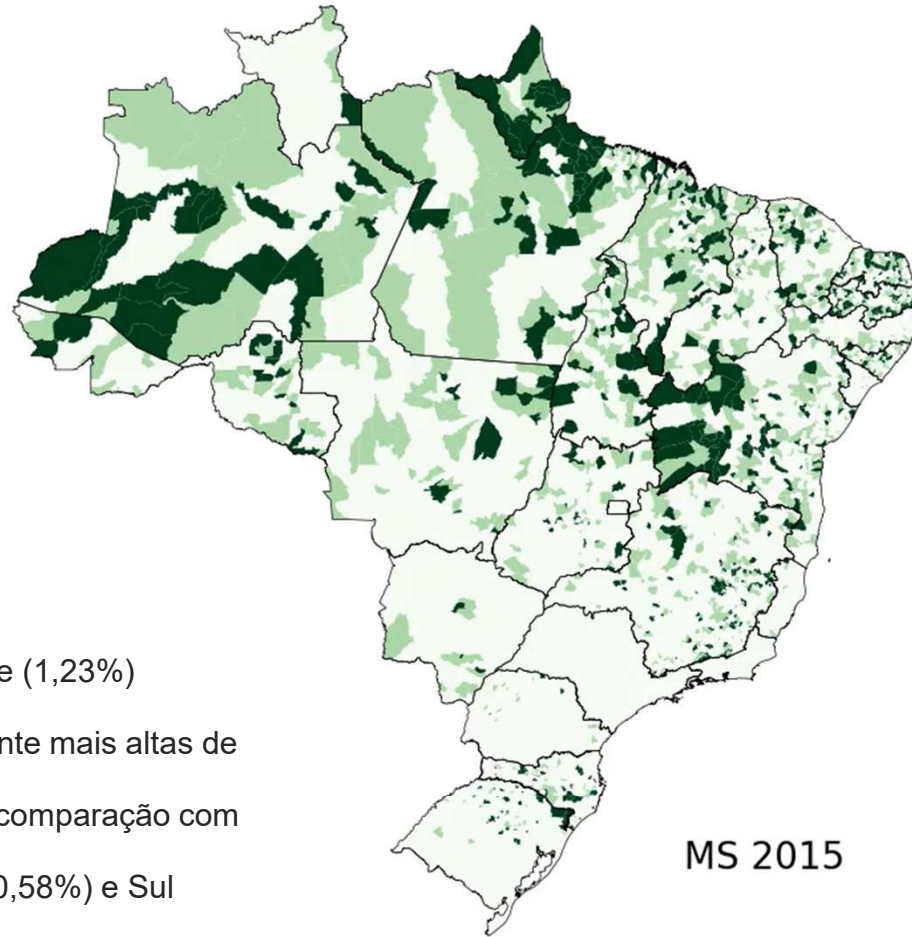 e (1,23%)
nte mais altas de
comparação com
0,58%) e Sul
MS 2015